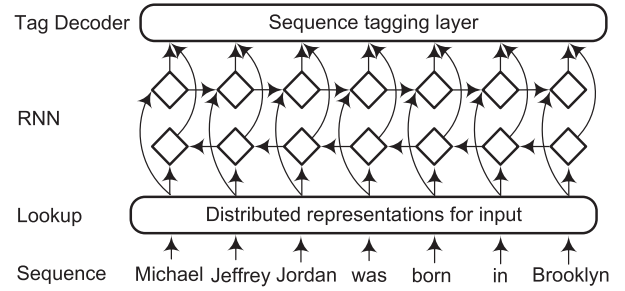 Tag Decoder Sequence tagging layer
RNN
Lookup Distributed representations for input
Sequence Michael Jeffrey Jordan was born in Brooklyn